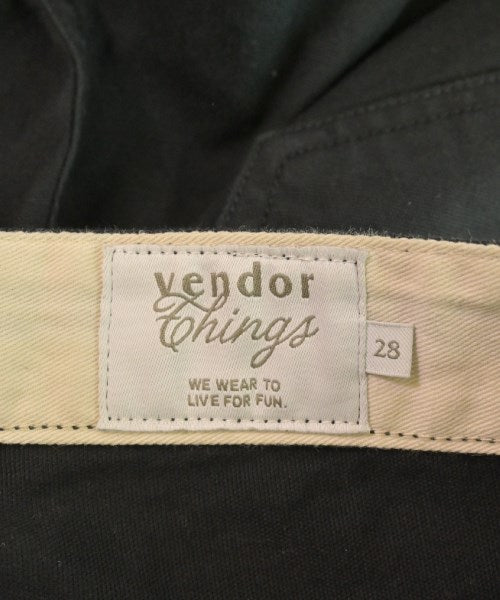 vendor
Things
28
WE WEAR TO
LIVE FOR FUN.